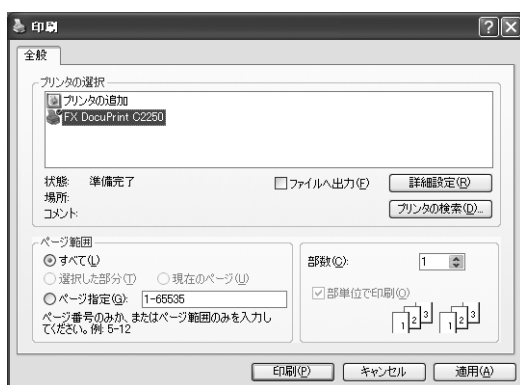 印刷
全般
プリンタの選択
プリンタの追加
FX DocuPrint C2250
状態: 準備完了
場所:
コメント:
ファイルへ出力(F)
詳細設定(R)
プリンタの検索(D)...
ページ範囲
すべて(L)
選択した部分(T) 現在のページ(U)
ページ指定(G): 1-65535
ページ番号のみか、またはページ範囲のみを入力し
てください。例: 5-12
部数(C): 1
部単位で印刷(O)
1 2 3 1 2 3
印刷(P) キャンセル 適用(A)